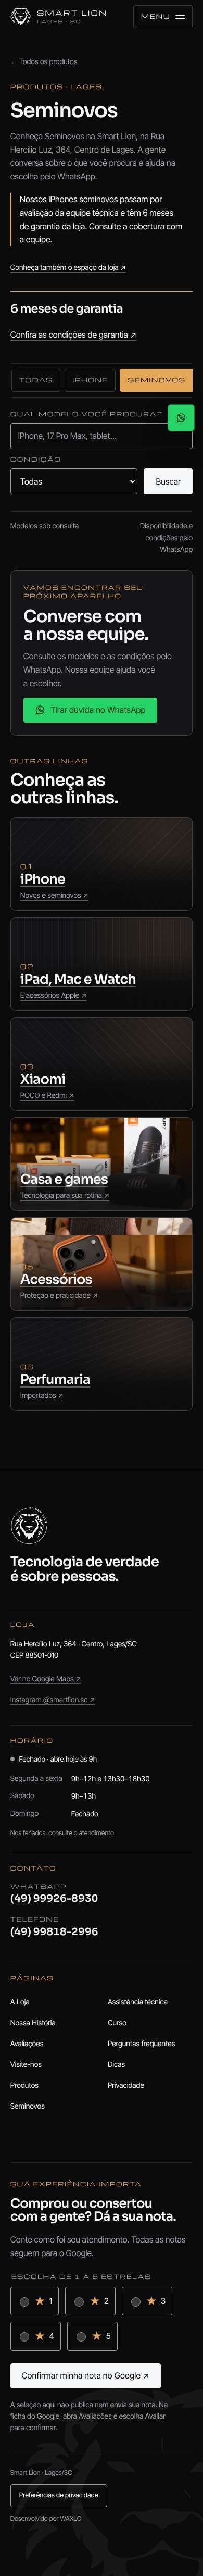 SMART LION
LAGES · SC
MENU
← Todos os produtos
PRODUTOS · LAGES
Seminovos
Conheça Seminovos na Smart Lion, na Rua
Hercílio Luz, 364, Centro de Lages. A gente
conversa sobre o que você procura e ajuda na
escolha pelo WhatsApp.
Nossos iPhones seminovos passam por
avaliação da equipe técnica e têm 6 meses
de garantia da loja. Consulte a cobertura com
a equipe.
Conheça também o espaço da loja ↗
6 meses de garantia
Confira as condições de garantia ↗
TODAS
IPHONE
SEMINOVOS
QUAL MODELO VOCÊ PROCURA?
iPhone, 17 Pro Max, tablet...
CONDIÇÃO
Todas
Buscar
Modelos sob consulta
Disponibilidade e
condições pelo
WhatsApp
VAMOS ENCONTRAR SEU
PRÓXIMO APARELHO
Converse com
a nossa equipe.
Consulte os modelos e as condições pelo
WhatsApp. Nossa equipe ajuda você
a escolher.
Tirar dúvida no WhatsApp
OUTRAS LINHAS
Conheça as
outras linhas.
01
iPhone
Novos e seminovos ↗
02
iPad, Mac e Watch
E acessórios Apple ↗
03
Xiaomi
POCO e Redmi ↗
Casa e games
Tecnologia para sua rotina ↗
05
Acessórios
Proteção e praticidade ↗
06
Perfumaria
Importados ↗
Tecnologia de verdade
é sobre pessoas.
LOJA
Rua Hercílio Luz, 364 · Centro, Lages/SC
CEP 88501-010
Ver no Google Maps ↗
Instagram @smartlion.sc ↗
HORÁRIO
Fechado · abre hoje às 9h
Segunda a sexta 9h–12h e 13h30–18h30
Sábado 9h–13h
Domingo Fechado
Nos feriados, consulte o atendimento.
CONTATO
WHATSAPP
(49) 99926-8930
TELEFONE
(49) 99818-2996
PÁGINAS
A Loja
Assistência técnica
Nossa História
Curso
Avaliações
Perguntas frequentes
Visite-nos
Dicas
Produtos
Privacidade
Seminovos
SUA EXPERIÊNCIA IMPORTA
Comprou ou consertou
com a gente? Dá a sua nota.
Conte como foi seu atendimento. Todas as notas
seguem para o Google.
ESCOLHA DE 1 A 5 ESTRELAS
★ 1
★ 2
★ 3
★ 4
★ 5
Confirmar minha nota no Google ↗
A seleção aqui não publica nem envia sua nota. Na
ficha do Google, abra Avaliações e escolha Avaliar
para confirmar.
Smart Lion · Lages/SC
Preferências de privacidade
Desenvolvido por WAXLO